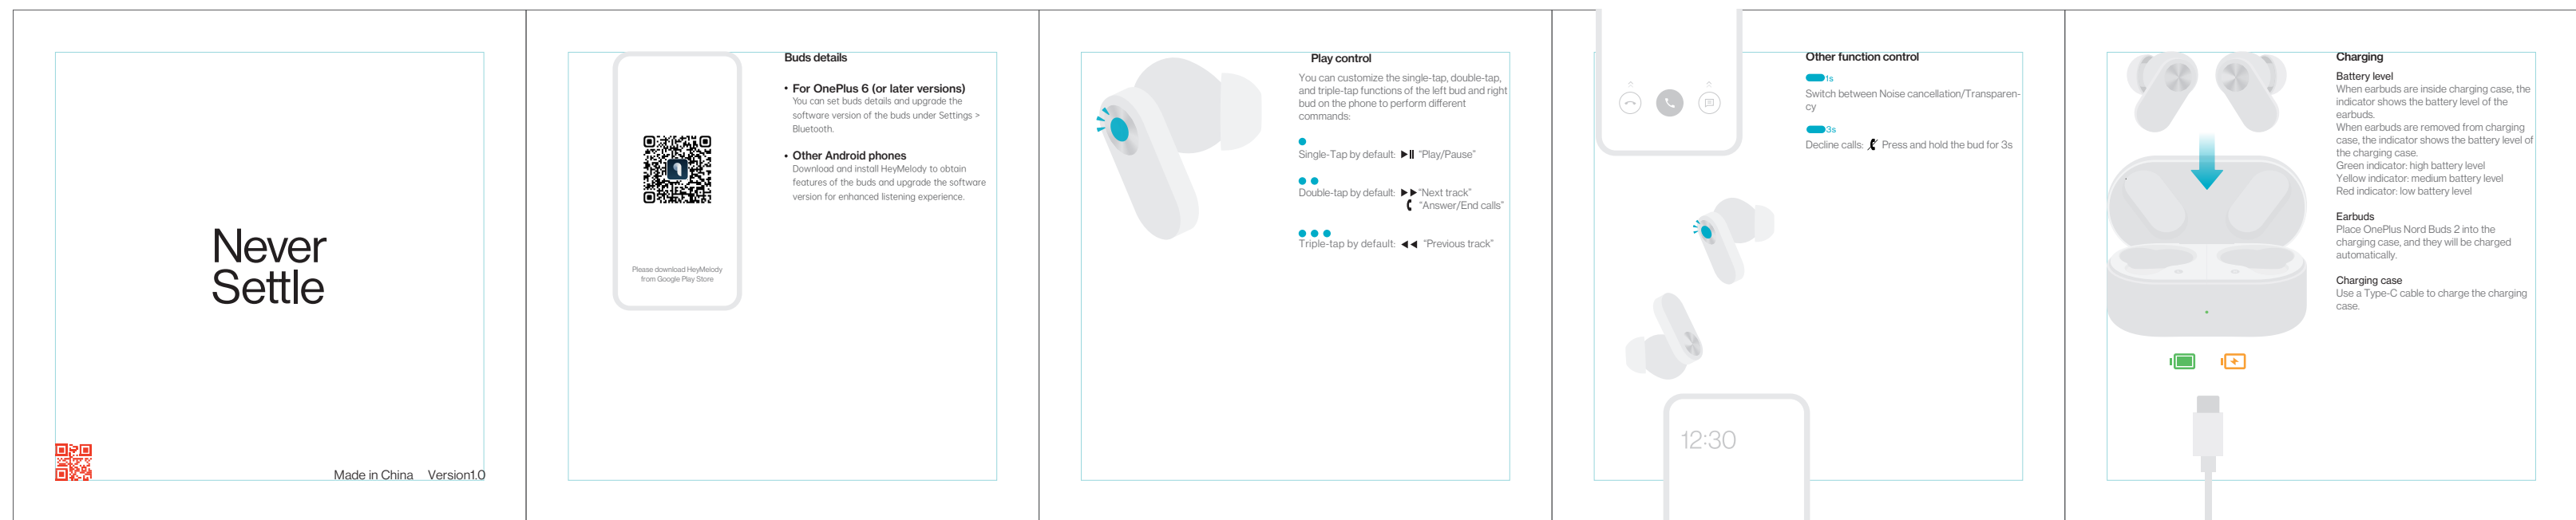 Never
Settle
Made in China Version1.0
Please download HeyMelody
from Google Play Store
Buds details
• For OnePlus 6 (or later versions)
You can set buds details and upgrade the
software version of the buds under Settings >
Bluetooth.
• Other Android phones
Download and install HeyMelody to obtain
features of the buds and upgrade the software
version for enhanced listening experience.
Play control
You can customize the single-tap, double-tap,
and triple-tap functions of the left bud and right
bud on the phone to perform different
commands:
Single-Tap by default: “Play/Pause”
Double-tap by default: “Next track”
“Answer/End calls”
Triple-tap by default: “Previous track”
12:30
Other function control
1s
Switch between Noise cancellation/Transparen-
cy
3s
Decline calls: Press and hold the bud for 3s
Charging
Battery level
When earbuds are inside charging case, the
indicator shows the battery level of the
earbuds.
When earbuds are removed from charging
case, the indicator shows the battery level of
the charging case.
Green indicator: high battery level
Yellow indicator: medium battery level
Red indicator: low battery level
Earbuds
Place OnePlus Nord Buds 2 into the
charging case, and they will be charged
automatically.
Charging case
Use a Type-C cable to charge the charging
case.